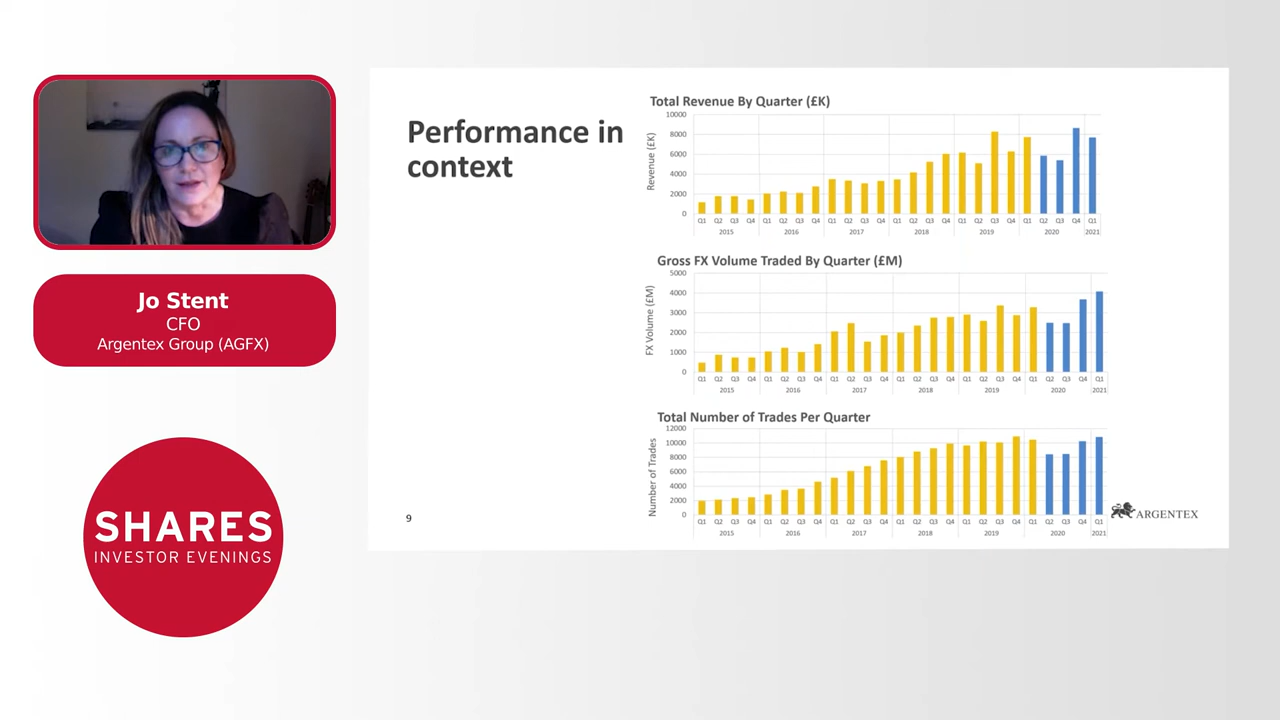 Jo Stent
CFO
Argentex Group (AGFX)
SHARES
INVESTOR EVENINGS
Performance in
context
9
Total Revenue By Quarter (£K)
Revenue (£K)
10000
8000
6000
4000
2000
0
Q1 Q2 Q3 Q4 Q1 Q2 Q3 Q4 Q1 Q2 Q3 Q4 Q1 Q2 Q3 Q4 Q1 Q2 Q3 Q4 Q1 Q2 Q3 Q4 Q1
2015 2016 2017 2018 2019 2020 2021
Gross FX Volume Traded By Quarter (£M)
FX Volume (£M)
5000
4000
3000
2000
1000
0
Q1 Q2 Q3 Q4 Q1 Q2 Q3 Q4 Q1 Q2 Q3 Q4 Q1 Q2 Q3 Q4 Q1 Q2 Q3 Q4 Q1 Q2 Q3 Q4 Q1
2015 2016 2017 2018 2019 2020 2021
Total Number of Trades Per Quarter
Number of Trades
12000
10000
8000
6000
4000
2000
0
Q1 Q2 Q3 Q4 Q1 Q2 Q3 Q4 Q1 Q2 Q3 Q4 Q1 Q2 Q3 Q4 Q1 Q2 Q3 Q4 Q1 Q2 Q3 Q4 Q1
2015 2016 2017 2018 2019 2020 2021
ARGENTEX